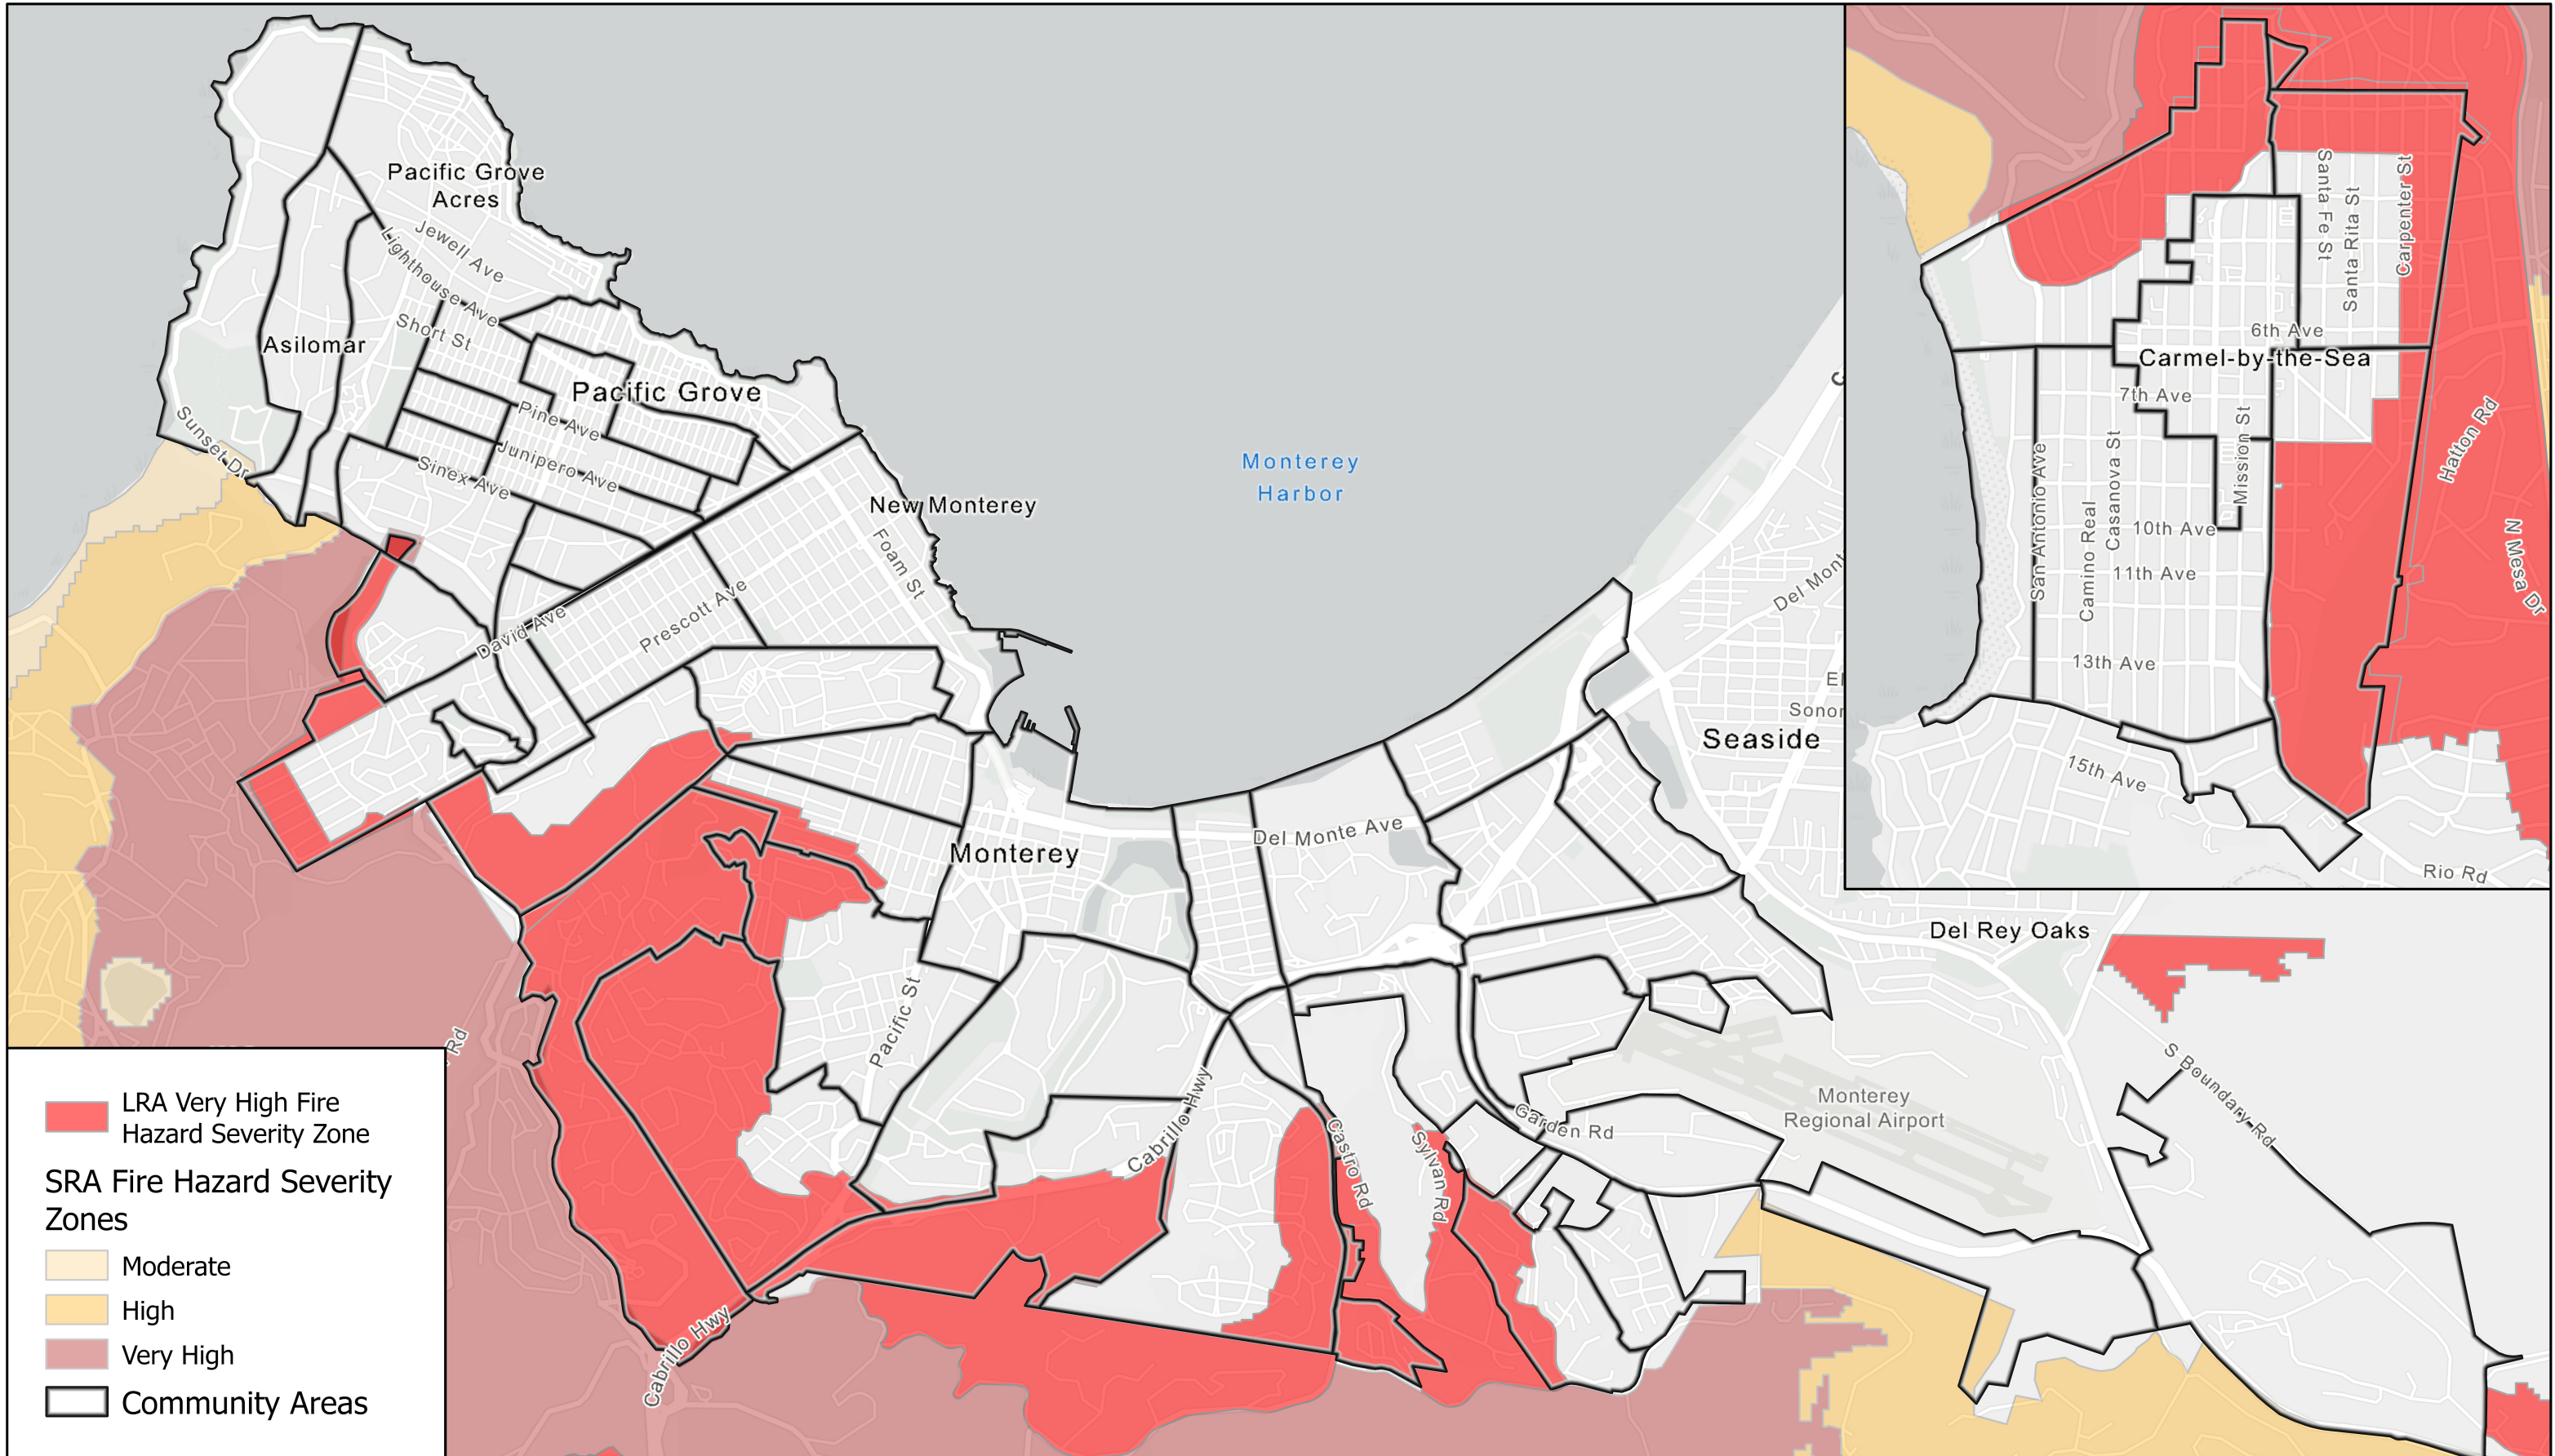 Pacific Grove
Acres
Jewell Ave
Lighthouse Ave
Short St
Asilomar
Pacific Grove
Sunset Dr
Pine Ave
Junipero Ave
Sinex Ave
New Monterey
Foam St
David Ave
Prescott Ave
Monterey
Harbor
Del Mont
Seaside
Sonor
El
Del Monte Ave
Monterey
Pacific St
Del Rey Oaks
Cabrillo Hwy
Castro Rd
Sylvan Rd
Garden Rd
Monterey
Regional Airport
S Boundary Rd
Cabrillo Hwy
Rd
Santa Fe St
Santa Rita St
Carpenter St
6th Ave
Carmel-by-the-Sea
7th Ave
Mission St
San Antonio Ave
Camino Real
Casanova St
10th Ave
11th Ave
13th Ave
15th Ave
Hatton Rd
N Mesa Dr
Rio Rd
LRA Very High Fire
Hazard Severity Zone
SRA Fire Hazard Severity
Zones
Moderate
High
Very High
Community Areas